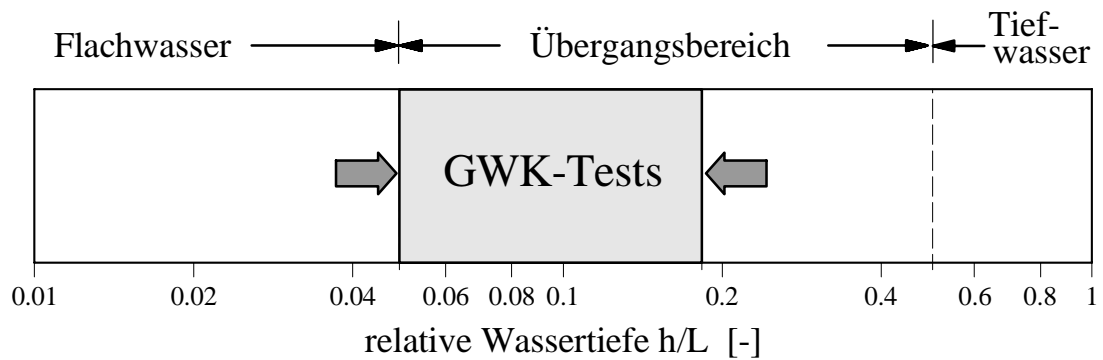 Flachwasser Übergangsbereich Tief-
wasser
GWK-Tests
0.01 0.02 0.04 0.06 0.08 0.1 0.2 0.4 0.6 0.8 1
relative Wassertiefe h/L [-]